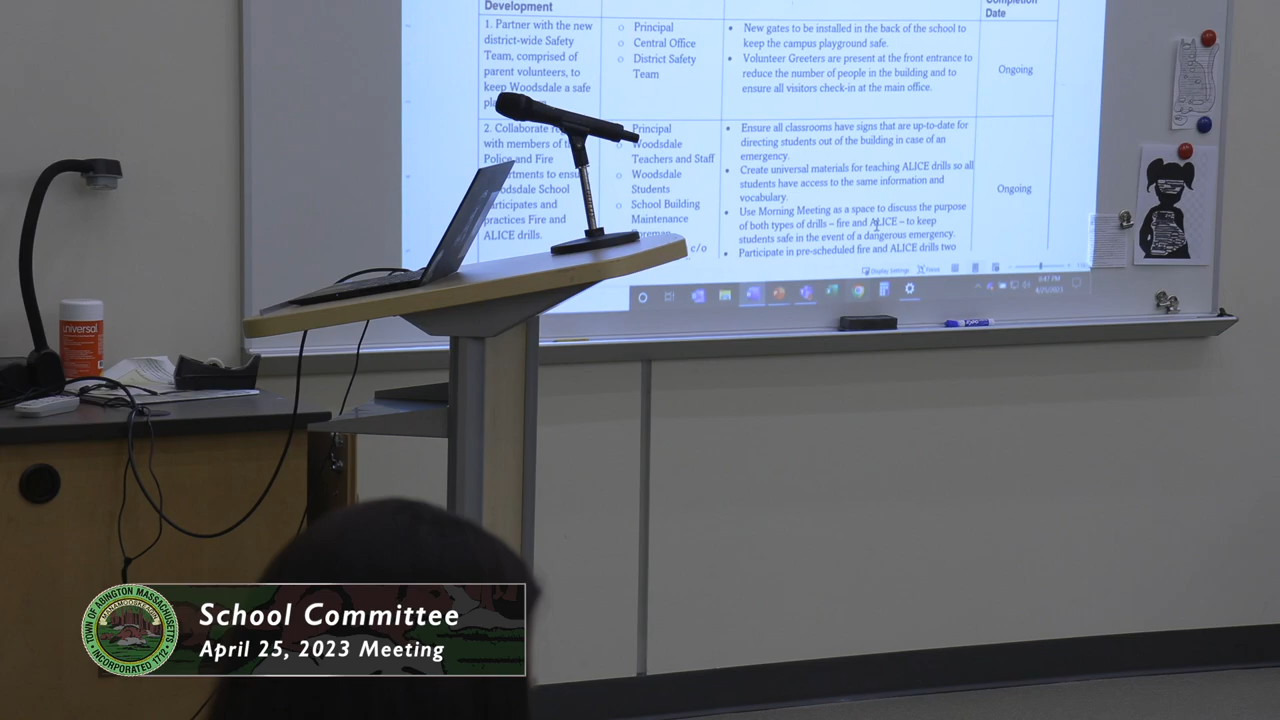 Development
Completion
Date
1. Partner with the new
district-wide Safety
Team, comprised of
parent volunteers, to
keep Woodsdale a safe
○ Principal
○ Central Office
○ District Safety
Team
• New gates to be installed in the back of the school to
keep the campus playground safe.
• Volunteer Greeters are present at the front entrance to
reduce the number of people in the building and to
ensure all visitors check-in at the main office.
Ongoing
2. Collaborate
with members of
Police and Fire
participates and
practices Fire and
ALICE drills.
Principal
○ Woodsdale
Teachers and Staff
○ Woodsdale
Students
○ School Building
Maintenance
c/o
• Ensure all classrooms have signs that are up-to-date for
directing students out of the building in case of an
emergency.
• Create universal materials for teaching ALICE drills so all
students have access to the same information and
vocabulary.
• Use Morning Meeting as a space to discuss the purpose
of both types of drills – fire and ALICE – to keep
students safe in the event of a dangerous emergency.
• Participate in pre-scheduled fire and ALICE drills two
Ongoing
Display Settings
Focus
4/25/2023
universal
EXPO
TOWN OF ABINGTON MASSACHUSETTS
MANAMOOSKEAGIN
INCORPORATED 1712
School Committee
April 25, 2023 Meeting